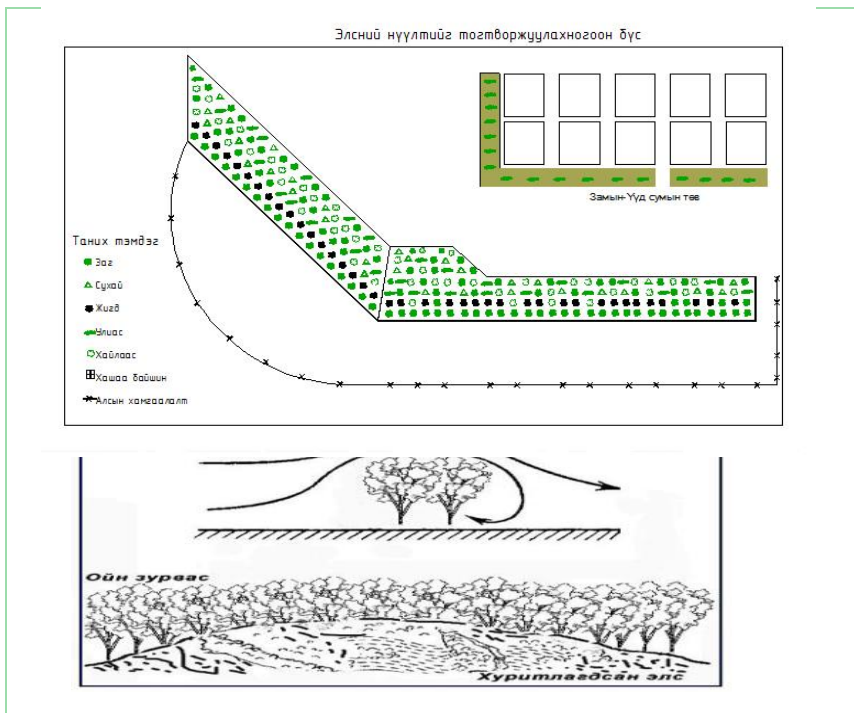 Элсний нүүлтийг тогтворжуулахногоон бүс
Замын-Үүд сумын төв
Таних тэмдэг
Заг
Сухай
Жигд
Улиас
Хайлаас
Хашаа байшин
Алсын хамгаалалт
Ойн зурвас
Хуритлагдсан элс